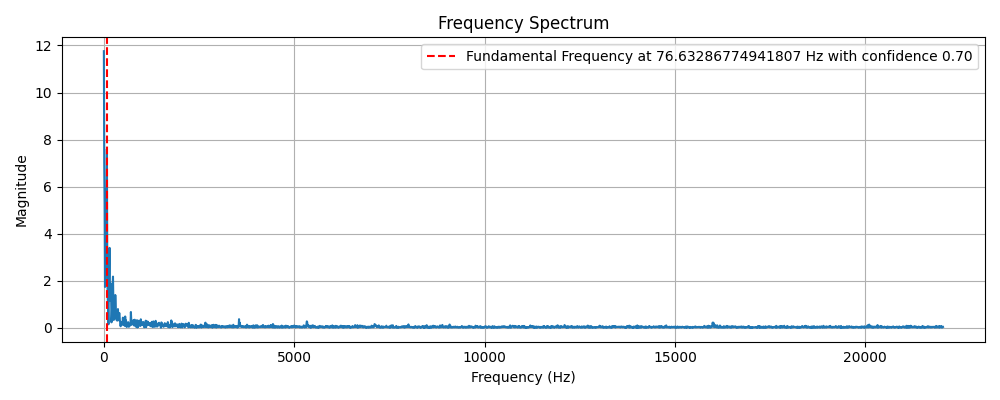 Frequency Spectrum
Fundamental Frequency at 76.63286774941807 Hz with confidence 0.70
12
10
8
6
4
2
0
Magnitude
0 5000 10000 15000 20000
Frequency (Hz)